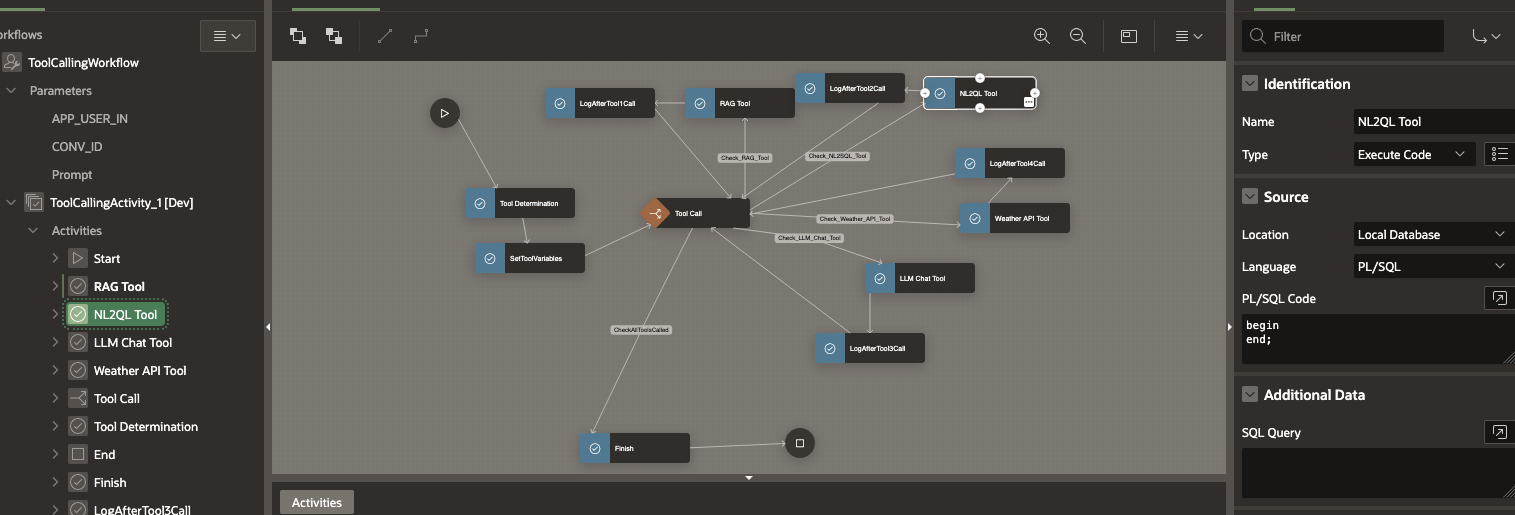 rkflows
ToolCallingWorkflow
Parameters
APP_USER_IN
CONV_ID
Prompt
ToolCallingActivity_1 [Dev]
Activities
Start
RAG Tool
NL2QL Tool
LLM Chat Tool
Weather API Tool
Tool Call
Tool Determination
End
Finish
LogAfterTool3Call
LogAfterTool1Call
RAG Tool
LogAfterTool2Call
NL2QL Tool
Check_RAG_Tool
Check_NL2SQL_Tool
LogAfterTool4Call
Tool Determination
Tool Call
Check_Weather_API_Tool
Weather API Tool
Check_LLM_Chat_Tool
SetToolVariables
LLM Chat Tool
CheckAllToolsCalled
LogAfterTool3Call
Finish
Activities
Filter
Identification
Name NL2QL Tool
Type Execute Code
Source
Location Local Database
Language PL/SQL
PL/SQL Code
begin
end;
Additional Data
SQL Query